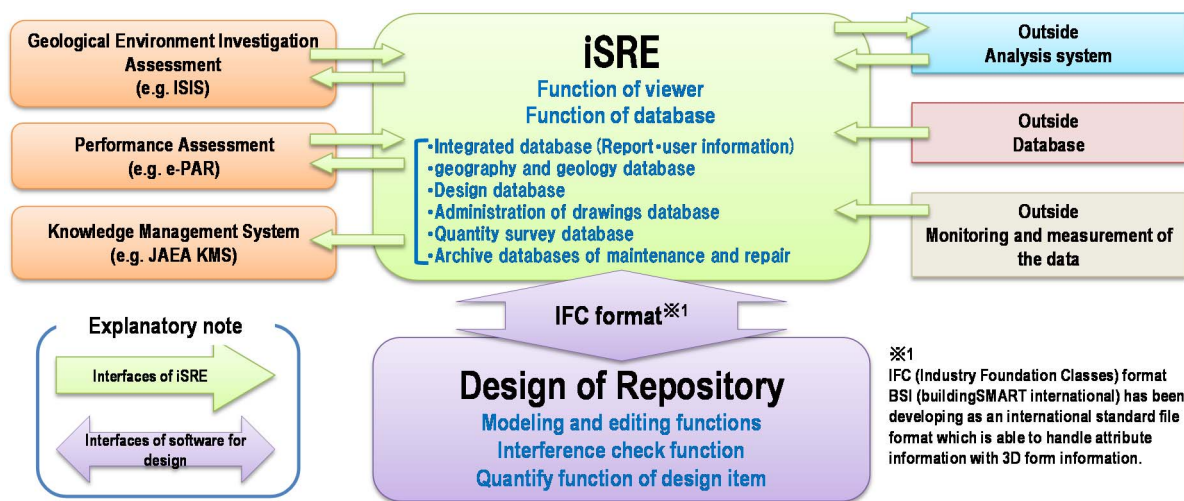 Geological Environment Investigation
Assessment
(e.g. ISIS)
Performance Assessment
(e.g. e-PAR)
Knowledge Management System
(e.g. JAEA KMS)
iSRE
Function of viewer
Function of database
・Integrated database (Report・user information)
・geography and geology database
・Design database
・Administration of drawings database
・Quantity survey database
・Archive databases of maintenance and repair
Outside
Analysis system
Outside
Database
Outside
Monitoring and measurement of
the data
IFC format※1
Explanatory note
Interfaces of iSRE
Interfaces of software for
design
Design of Repository
Modeling and editing functions
Interference check function
Quantify function of design item
※1
IFC (Industry Foundation Classes) format
BSI (buildingSMART international) has been
developing as an international standard file
format which is able to handle attribute
information with 3D form information.